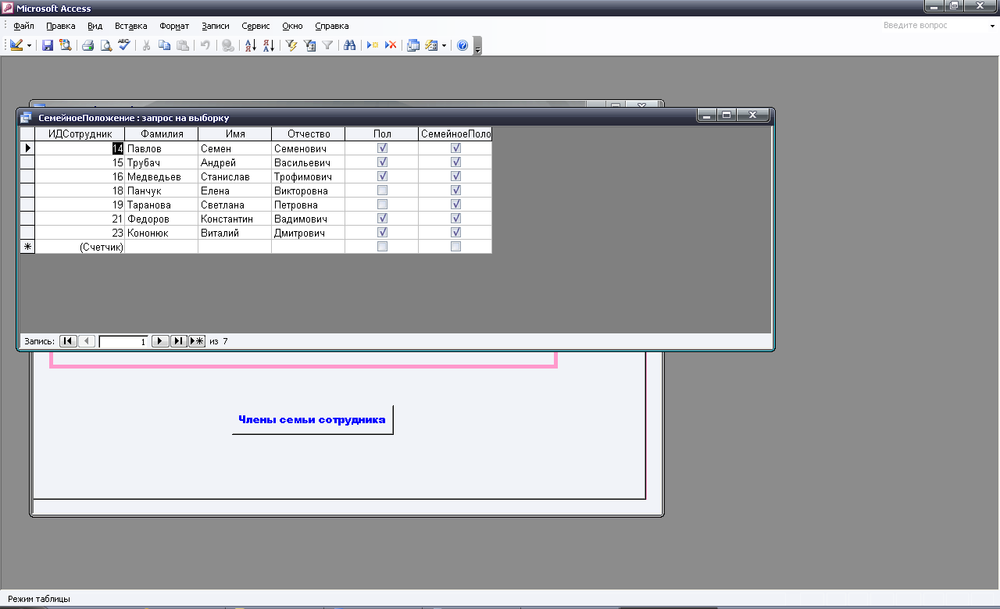 Microsoft Access
Файл Правка Вид Вставка Формат Записи Сервис Окно Справка Введите вопрос
СемейноеПоложение : запрос на выборку
ИДСотрудник Фамилия Имя Отчество Пол СемейноеПоло
14 Павлов Семен Семенович
15 Трубач Андрей Васильевич
16 Медведьев Станислав Трофимович
18 Панчук Елена Викторовна
19 Таранова Светлана Петровна
21 Федоров Константин Вадимович
23 Кононюк Виталий Дмитрович
(Счетчик)
Запись: 1 из 7
Члены семьи сотрудника
Режим таблицы